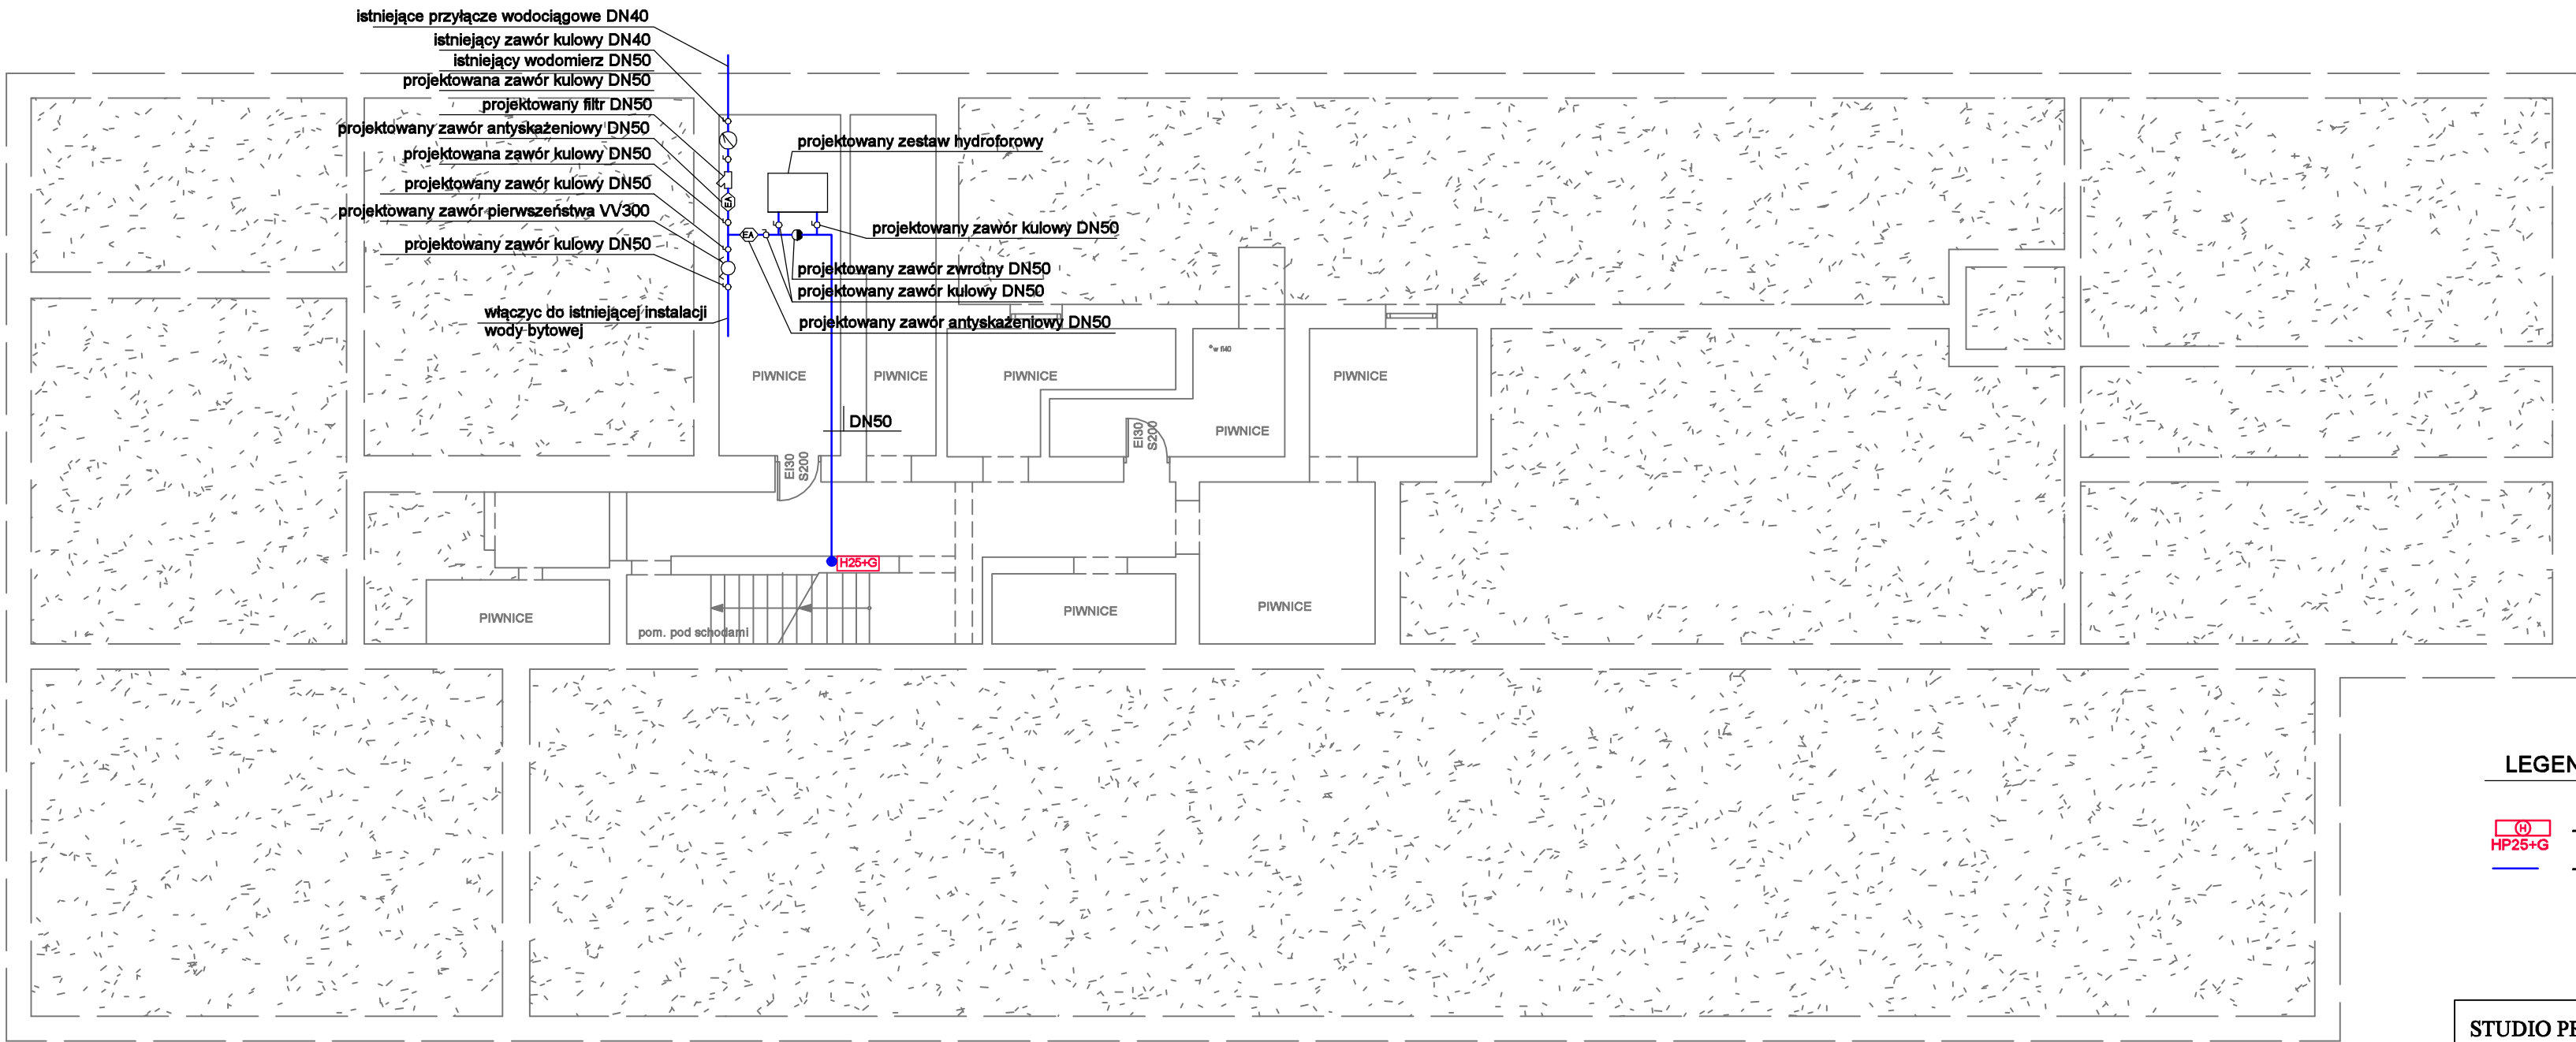 istniejące przyłącze wodociągowe DN40
istniejący zawór kulowy DN40
istniejący wodomierz DN50
projektowana zawór kulowy DN50
projektowany filtr DN50
projektowany zawór antyskażeniowy DN50
projektowana zawór kulowy DN50
projektowany zawór kulowy DN50
projektowany zawór pierwszeństwa VV300
projektowany zawór kulowy DN50
włączyc do istniejącej instalacji
wody bytowej
projektowany zestaw hydroforowy
projektowany zawór kulowy DN50
projektowany zawór zwrotny DN50
projektowany zawór kulowy DN50
projektowany zawór antyskażeniowy DN50
EA
EA
PIWNICE
PIWNICE
PIWNICE
w fi40
PIWNICE
PIWNICE
DN50
EI30
S200
EI30
S200
H25+G
PIWNICE
pom. pod schodami
PIWNICE
PIWNICE
LEGEN
H
HP25+G
STUDIO PR